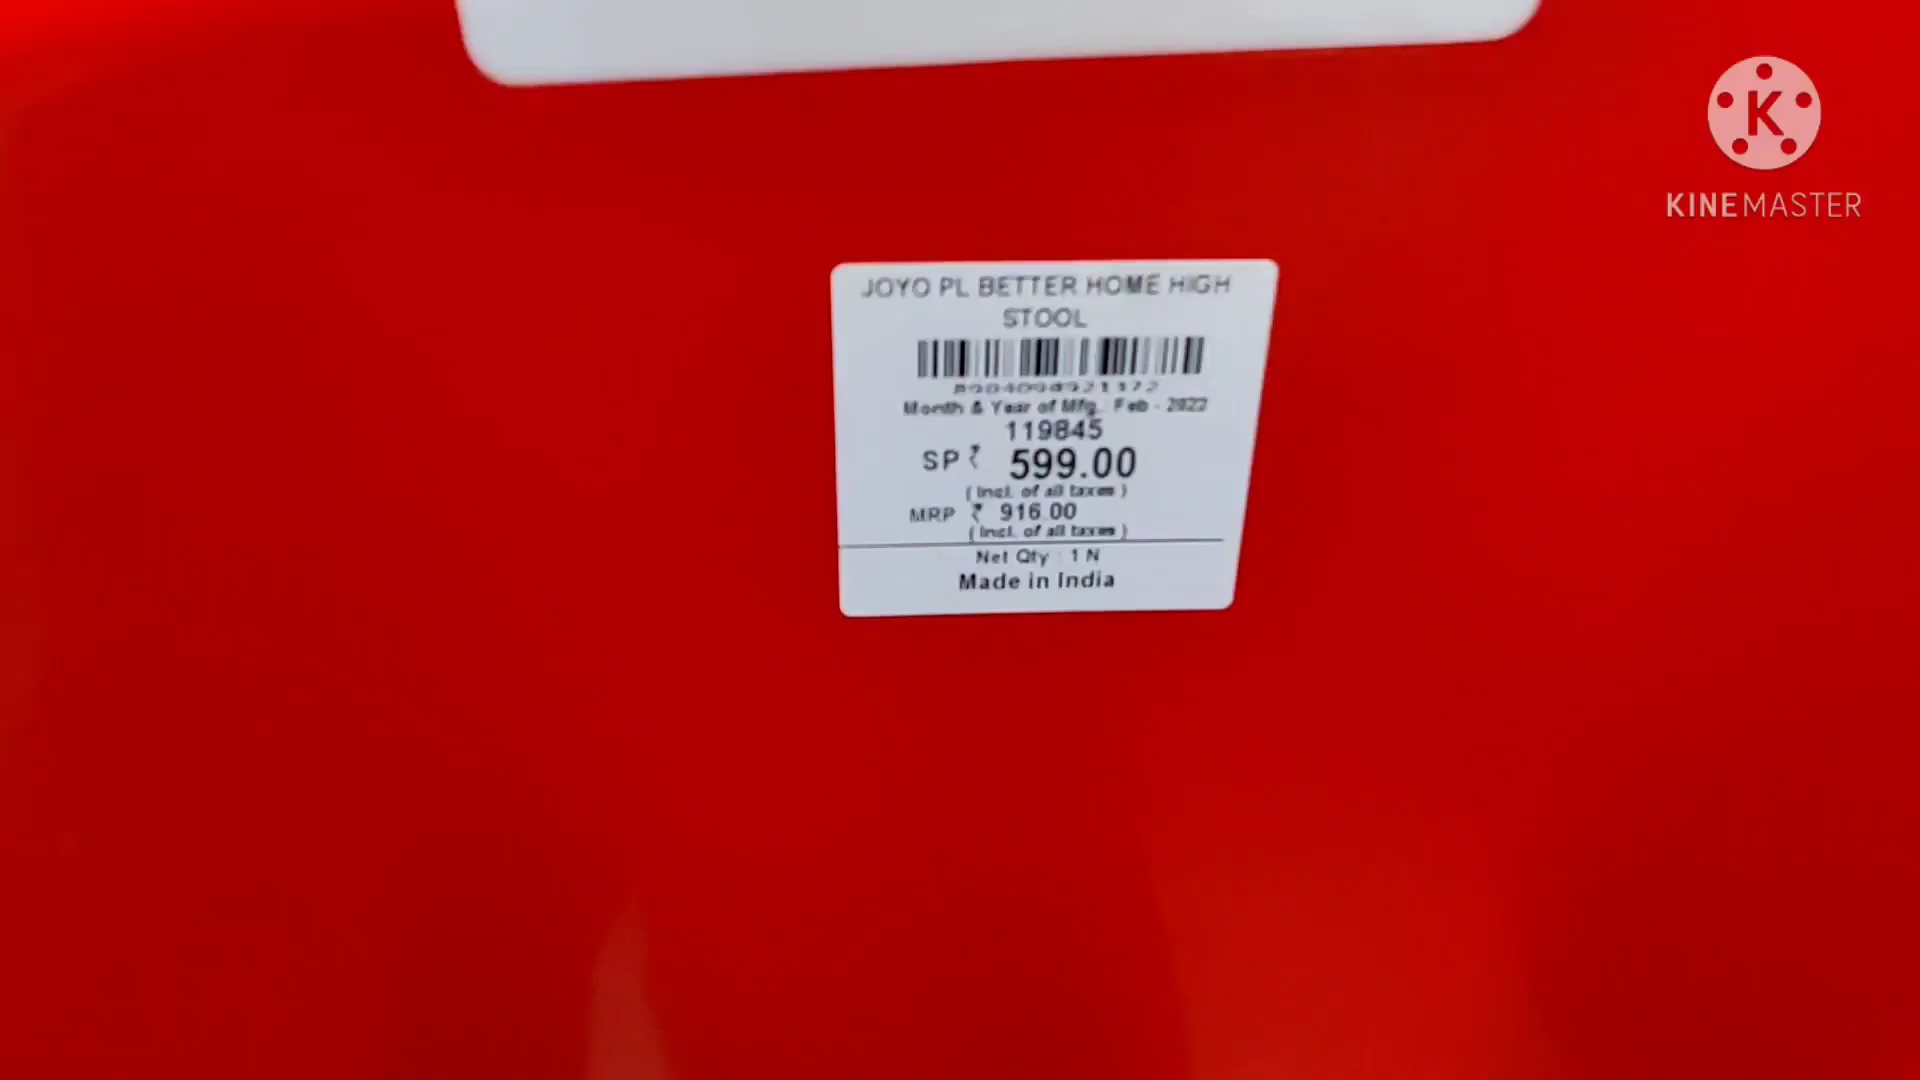 K
KINEMASTER
JOYO PL BETTER HOME HIGH
STOOL
Month & Year of Mfg. Feb - 2022
119845
SP ₹ 599.00
( Incl. of all taxes )
MRP ₹ 916.00
( Incl. of all taxes )
Net Qty : 1 N
Made in India